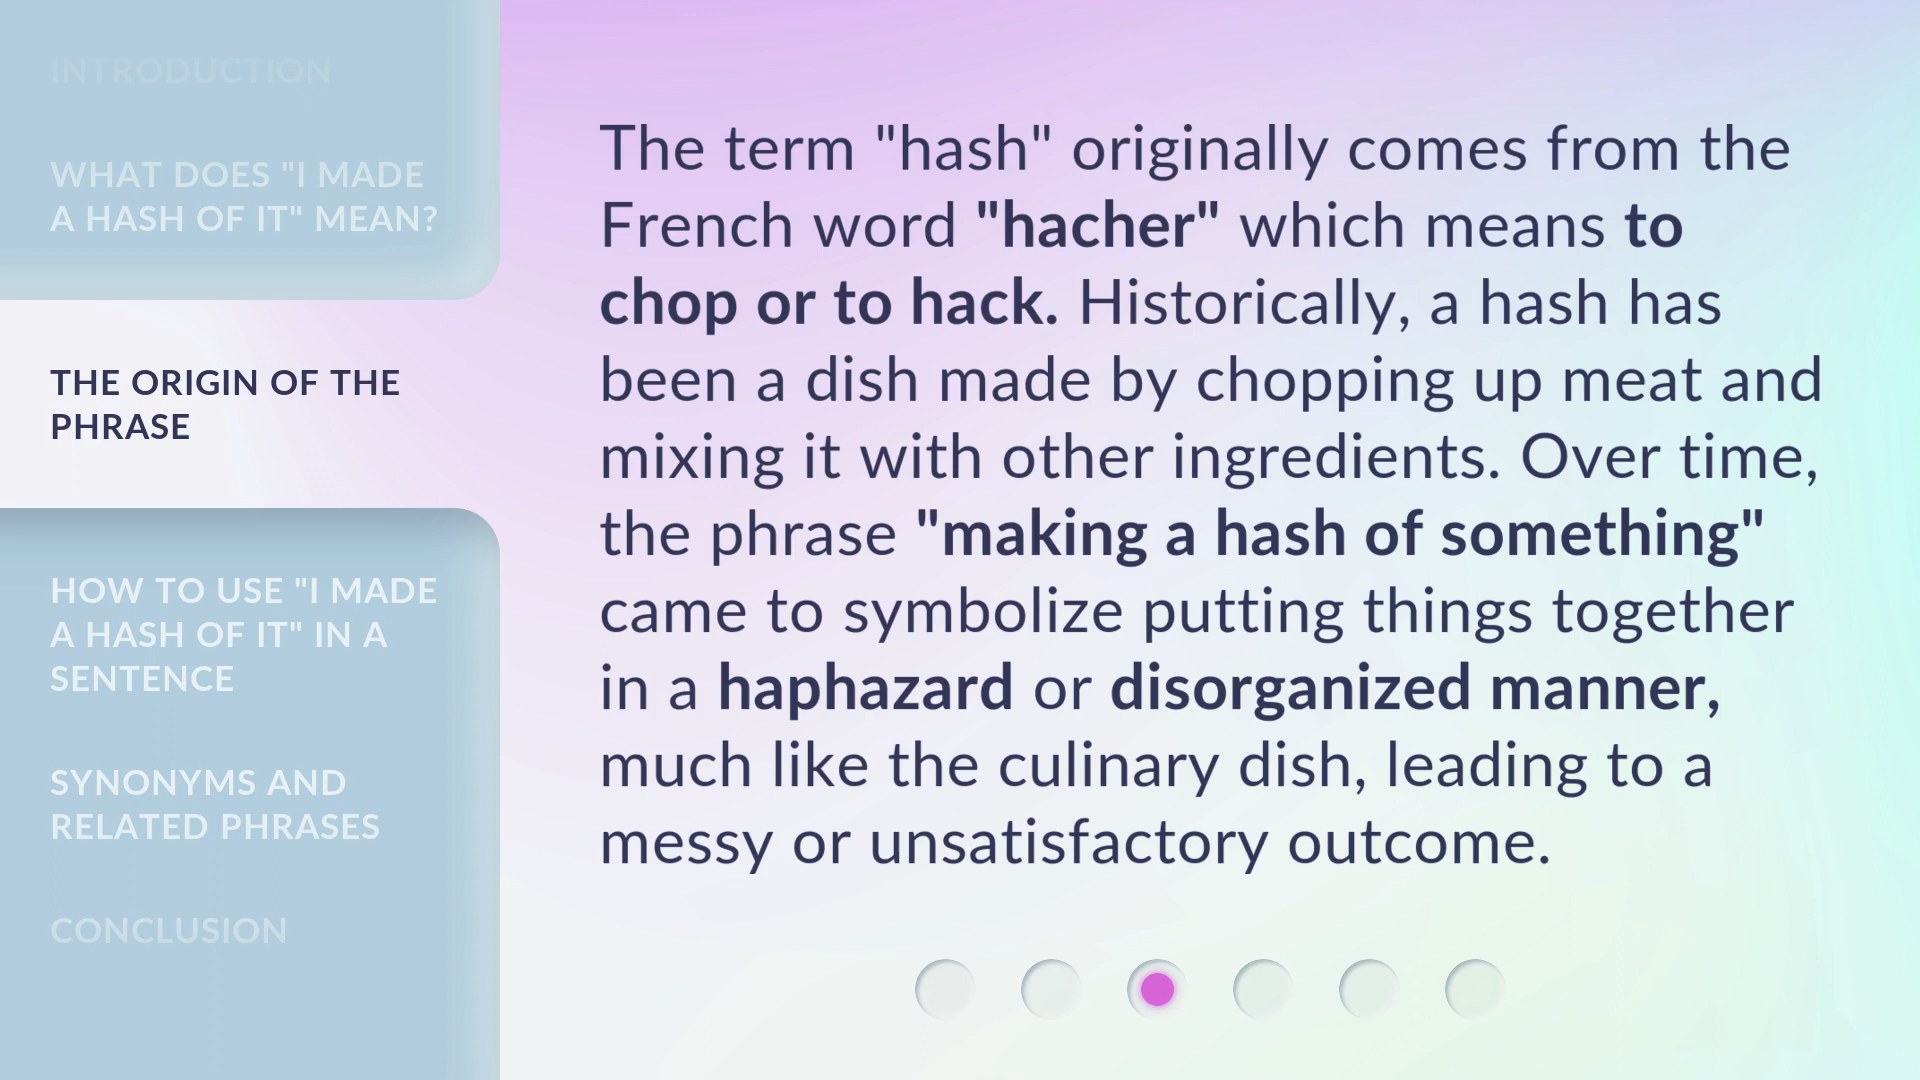 INTRODUCTION
WHAT DOES "I MADE
A HASH OF IT" MEAN?
THE ORIGIN OF THE
PHRASE
HOW TO USE "I MADE
A HASH OF IT" IN A
SENTENCE
SYNONYMS AND
RELATED PHRASES
CONCLUSION
The term "hash" originally comes from the
French word "hacher" which means to
chop or to hack. Historically, a hash has
been a dish made by chopping up meat and
mixing it with other ingredients. Over time,
the phrase "making a hash of something"
came to symbolize putting things together
in a haphazard or disorganized manner,
much like the culinary dish, leading to a
messy or unsatisfactory outcome.